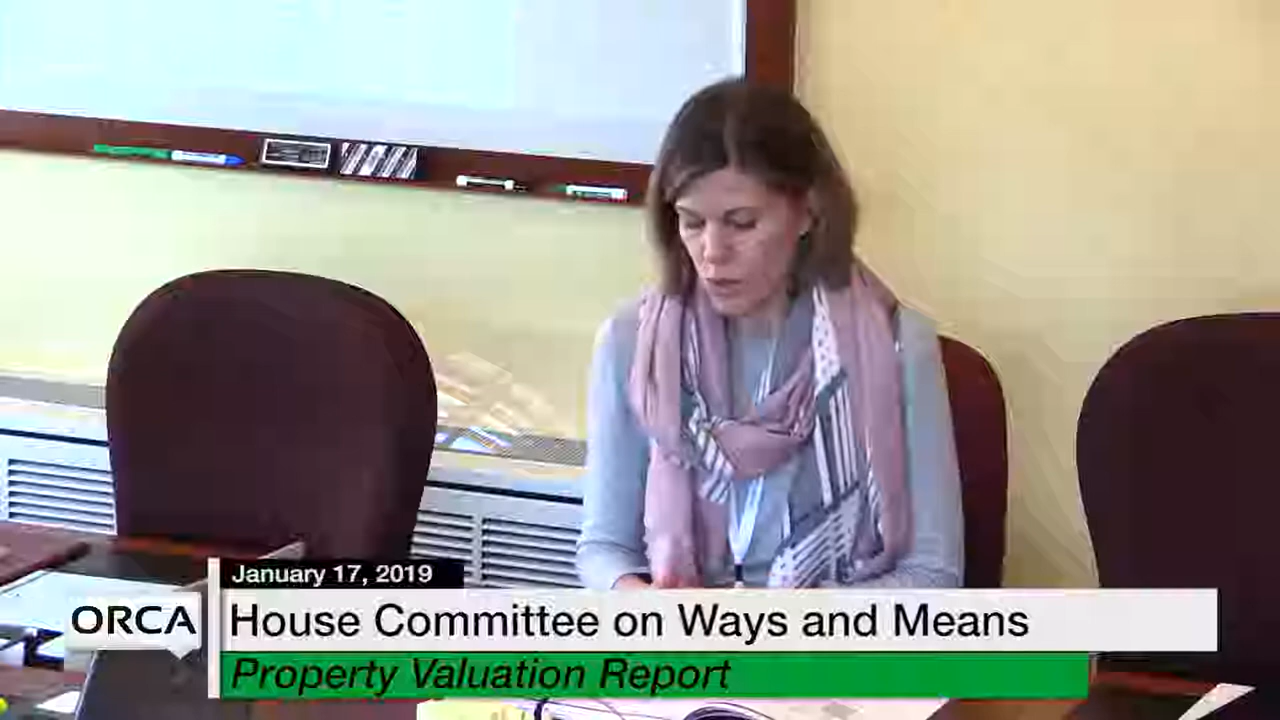 January 17, 2019
ORCA
House Committee on Ways and Means
Property Valuation Report